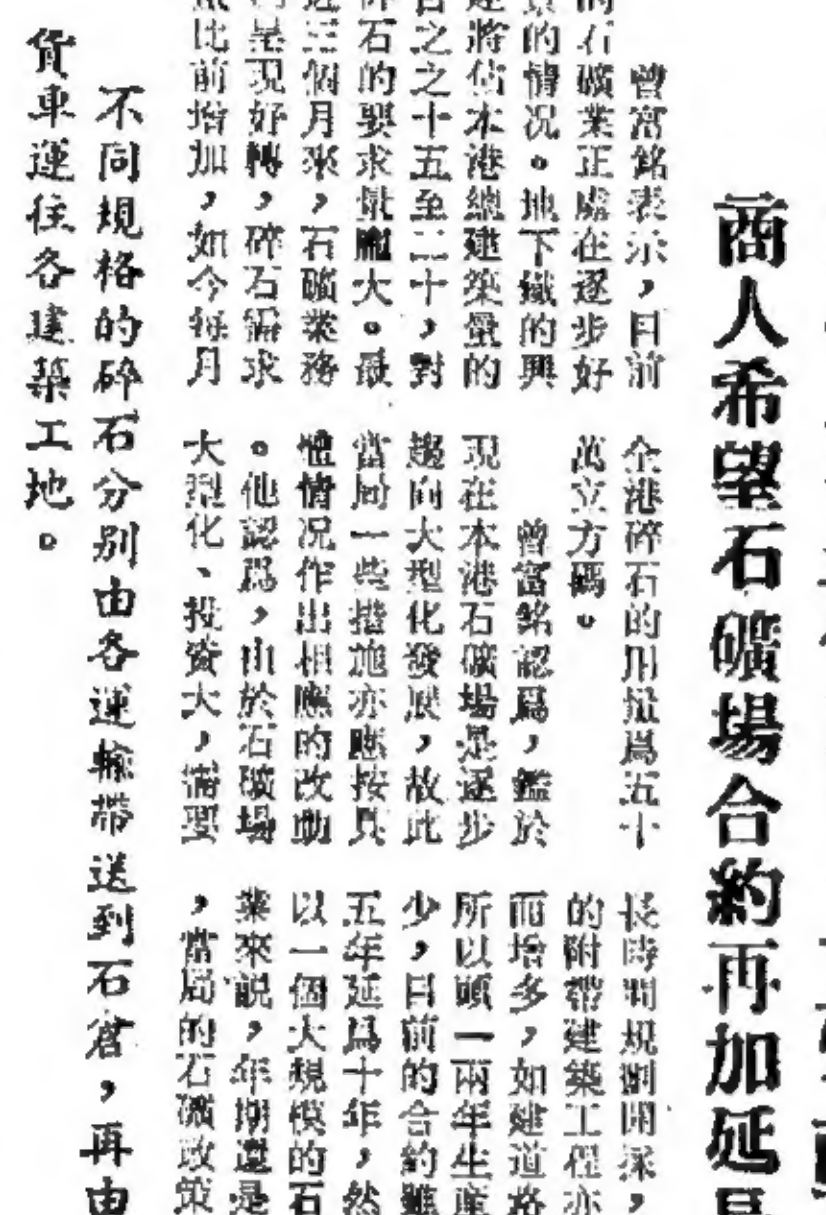 商人希望石礦場合約再加延長
曾富銘表示，目前
的石礦業正處在逐步好
的情况。地下鐵的興
建將佔本港總建築量的
百之十五至二十，對
碎石的要求量龐大。最
近三個月來，石礦業務
呈現好轉，碎石需求
比前增加，如今每月
全港碎石的用量爲五十
萬立方碼。
曾富銘認爲，鑑於
現在本港石礦場是逐步
趨向大型化發展，故此
當局一些措施亦應按具
體情况作出相應的改動
。他認爲，由於石礦場
大型化、投資大，需要
長時間規劃開採，
的附帶建築工程亦
而增多，如建道路
所以頭一兩年生產
少，目前的合約雖
五年延爲十年，然
以一個大規模的石
業來說，年期還是
，當局的石礦政策
不同規格的碎石分别由各運輸帶送到石倉，再由
貨車運往各建築工地。